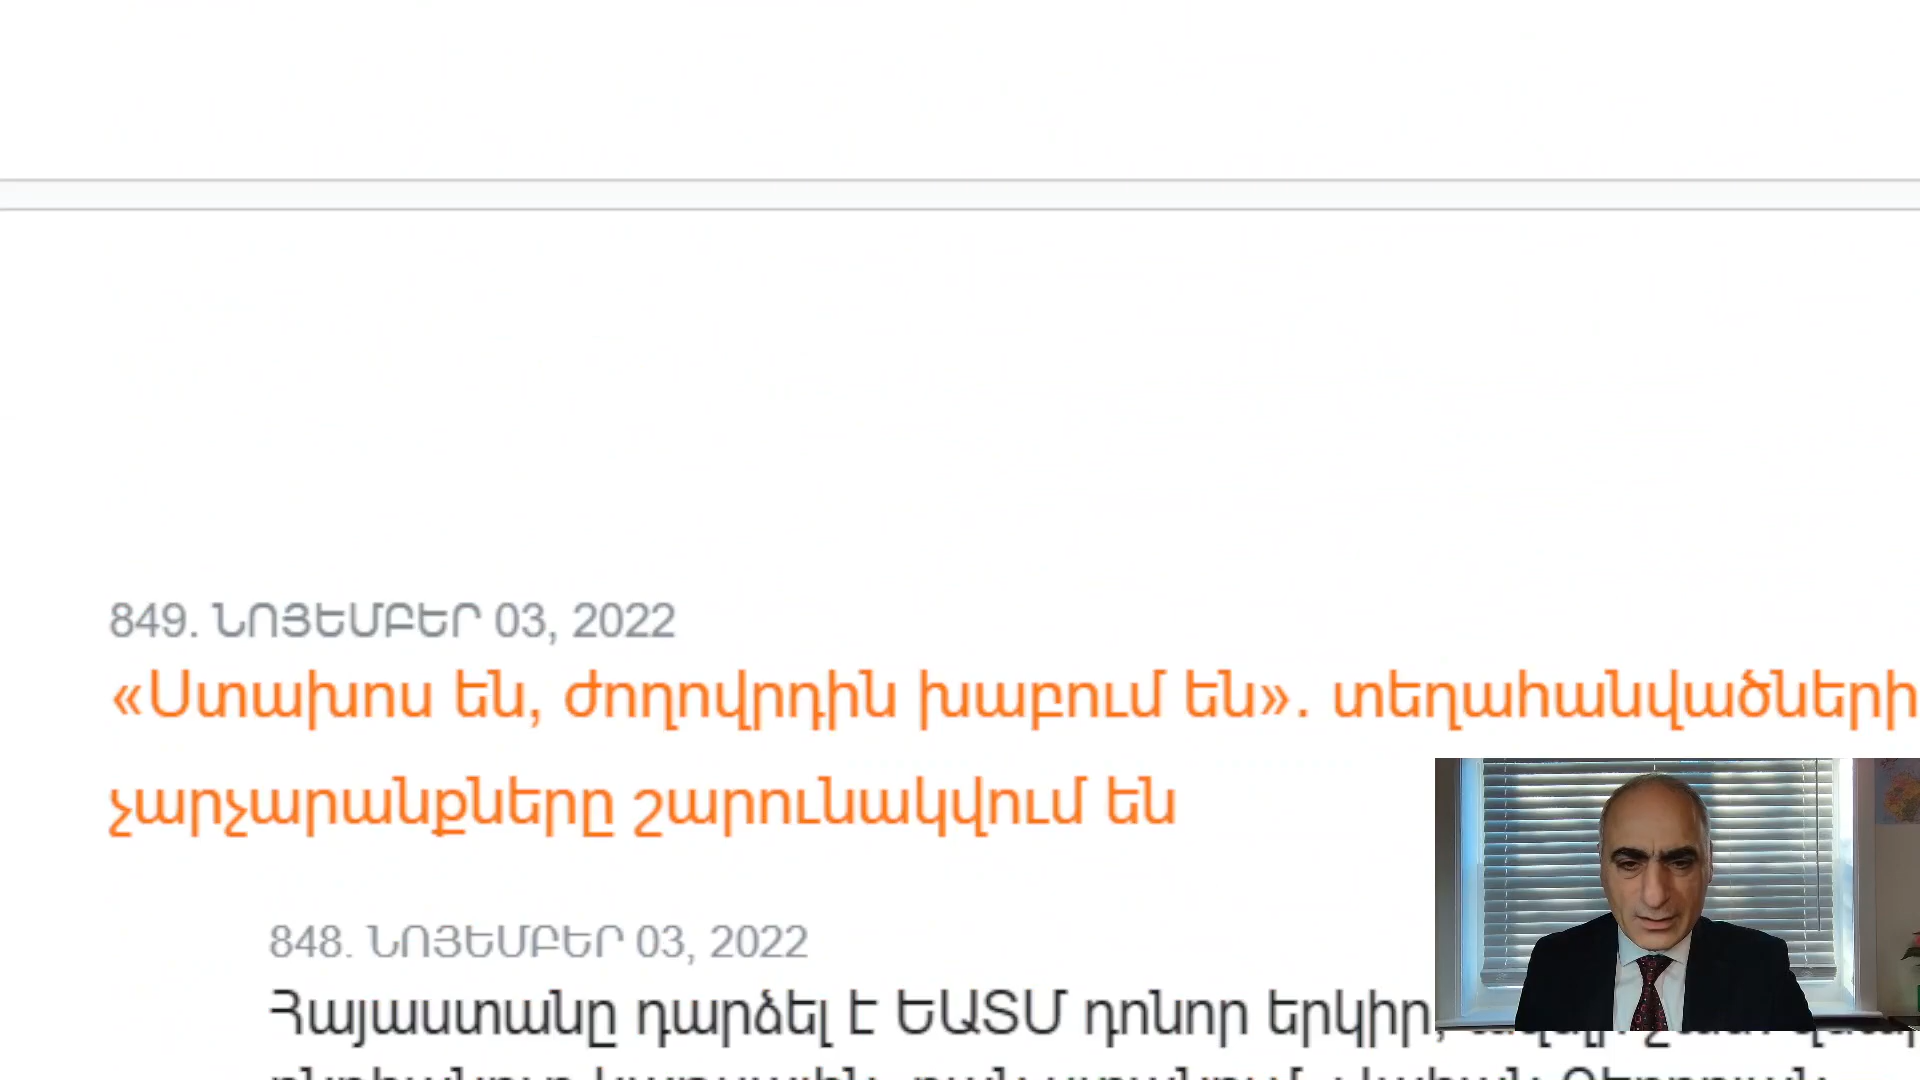 849. ՆՈՅԵՄԲԵՐ 03, 2022
«Ստախոս են, ժողովրդին խաբում են». տեղահանվածների
չարչարանքները շարունակվում են
848. ՆՈՅԵՄԲԵՐ 03, 2022
Հայաստանը դարձել է ԵԱՏՄ դոնոր երկիր,